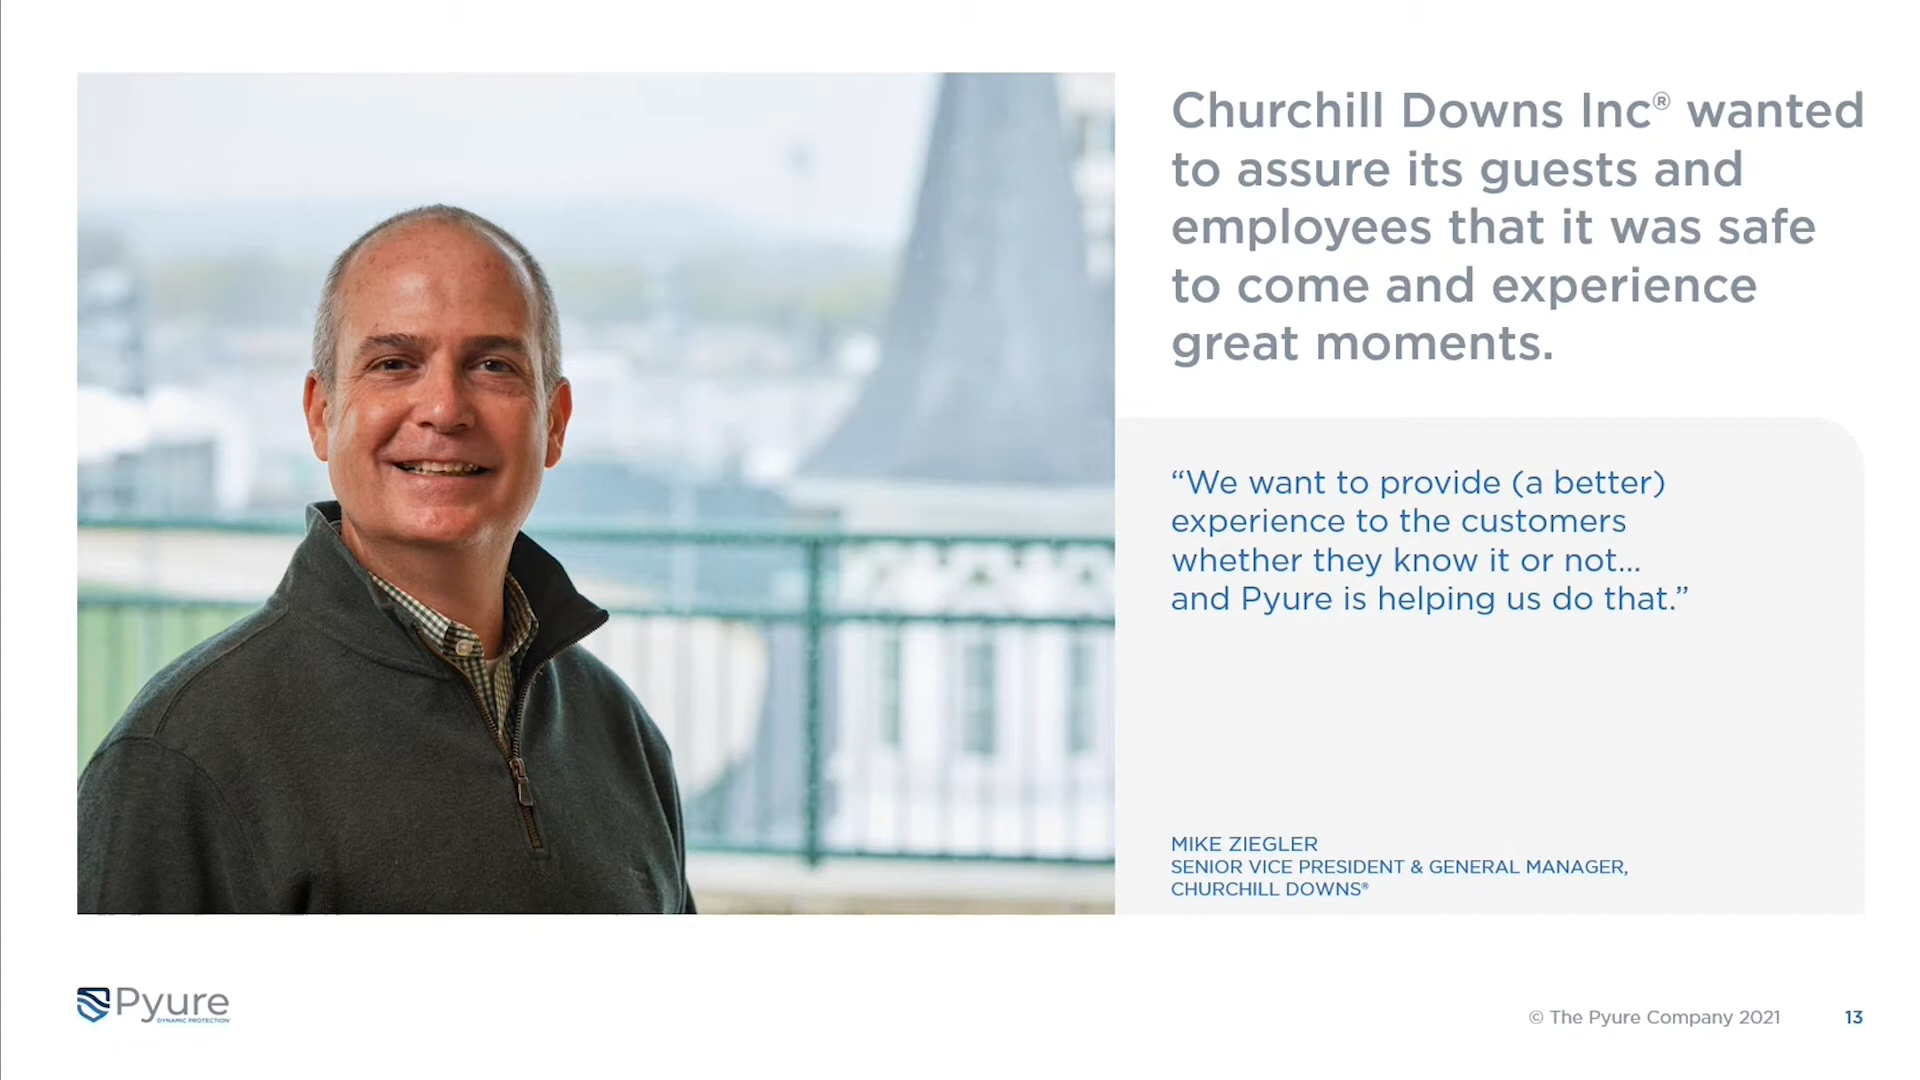 Churchill Downs Inc® wanted
to assure its guests and
employees that it was safe
to come and experience
great moments.
“We want to provide (a better)
experience to the customers
whether they know it or not...
and Pyure is helping us do that.”
MIKE ZIEGLER
SENIOR VICE PRESIDENT & GENERAL MANAGER,
CHURCHILL DOWNS®
Pyure
DYNAMIC PROTECTION
© The Pyure Company 2021
13